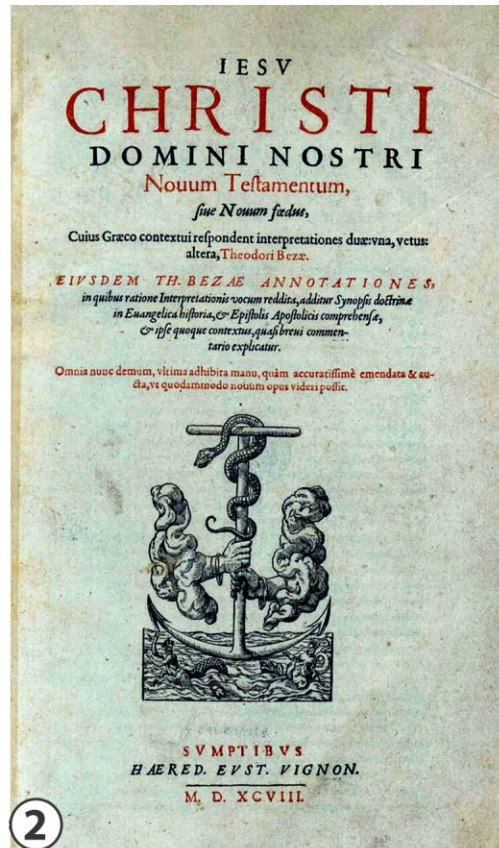 IESV
CHRISTI
DOMINI NOSTRI
Nouum Teſtamentum,
ſiue Nouum fœdus,
Cuius Græco contextui reſpondent interpretationes duæ: vna, vetus:
altera, Theodori Bezæ.
EIVSDEM TH. BEZAE ANNOTATIONES,
in quibus ratione Interpretationis vocum reddita, additur Synopſis doctrinæ
in Euangelica hiſtoria, & Epiſtolis Apoſtolicis comprehenſæ,
& ipſe quoque contextus, quaſi breui commen-
tario explicatur.
Omnia nunc demum, vltima adhibita manu, quàm accuratiſſimè emendata & au-
cta, vt quodammodo nouum opus videri poſſit.
Genevae.
SVMPTIBVS
HAERED. EVST. VIGNON.
M. D. XCVIII.
2